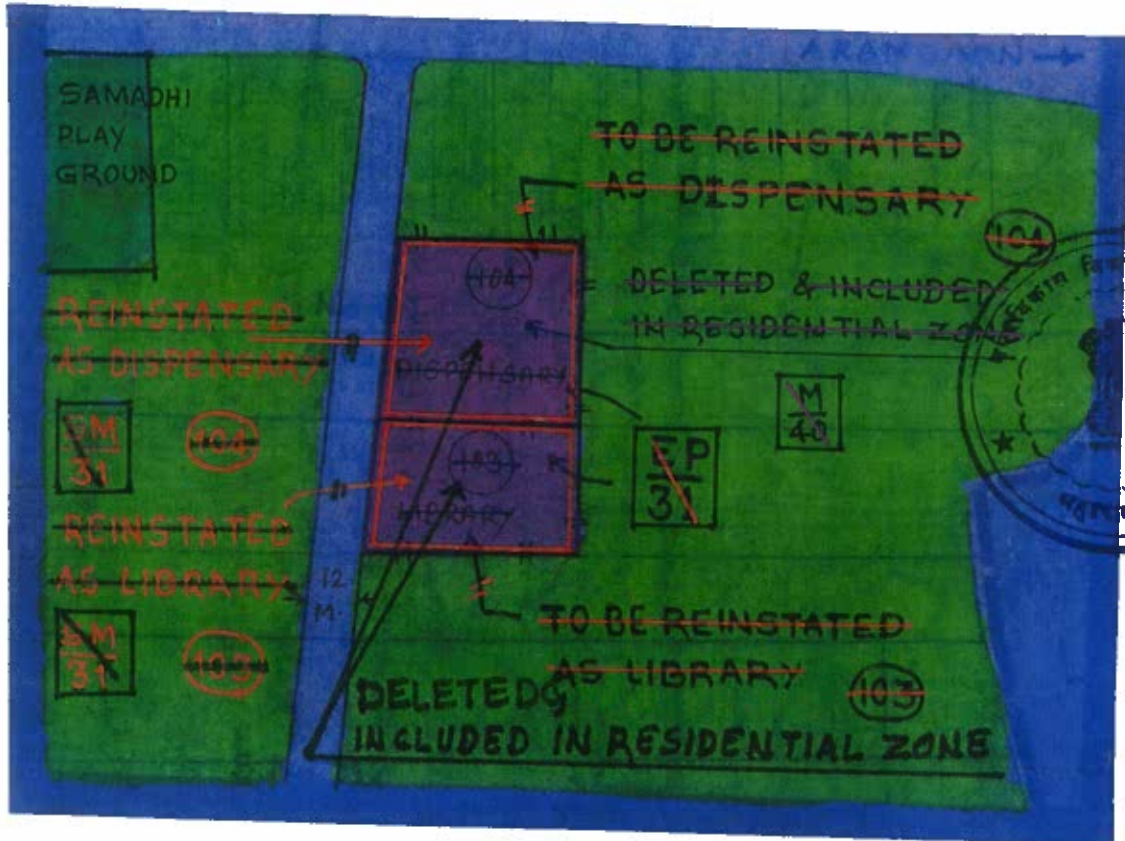 SAMADHI
PLAY
GROUND
TO BE REINSTATED
AS DISPENSARY
104
104
DELETED & INCLUDED
IN RESIDENTIAL ZONE
REINSTATED
AS DISPENSARY
DISPENSARY
M
40
31
104
103
EP
31
LIBRARY
REINSTATED
AS LIBRARY
12
M.
31
103
TO BE REINSTATED
AS LIBRARY
103
DELETED &
INCLUDED IN RESIDENTIAL ZONE